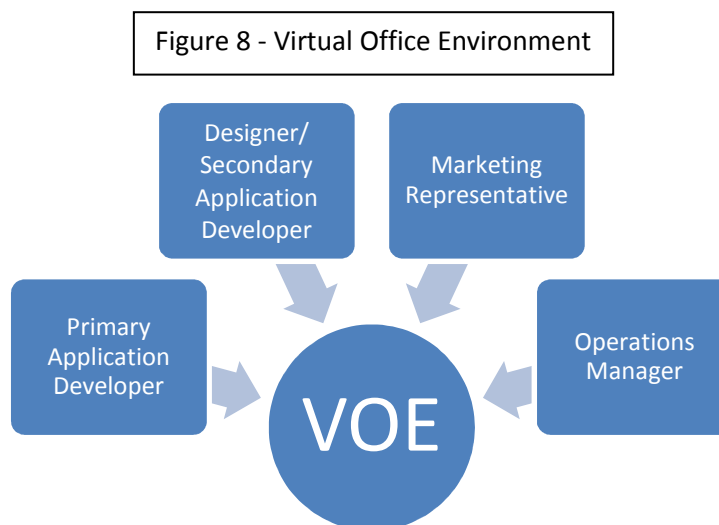 Figure 8 - Virtual Office Environment
Designer/
Secondary
Application
Developer
Marketing
Representative
Primary
Application
Developer
Operations
Manager
VOE